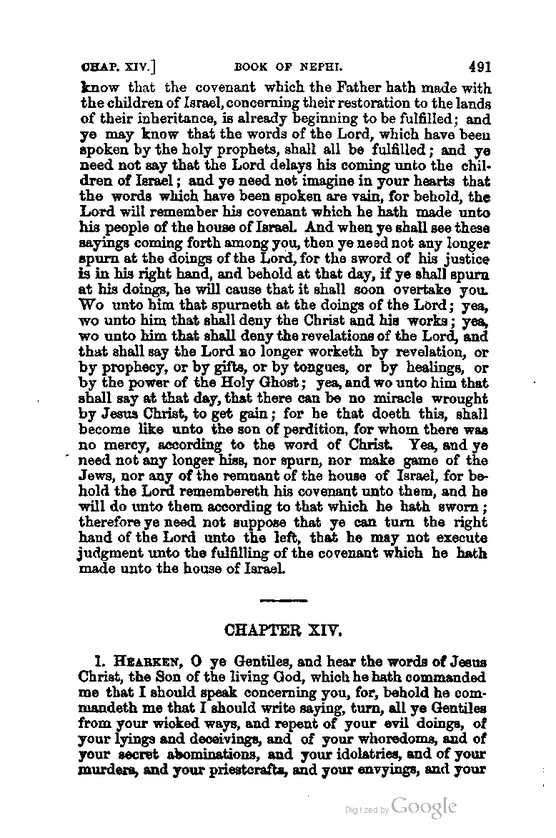 CHAP. XIV.] BOOK OF NEPHI. 491
know that the covenant which the Father hath made with
the children of Israel, concerning their restoration to the lands
of their inheritance, is already beginning to be fulfilled; and
ye may know that the words of the Lord, which have been
spoken by the holy prophets, shall all be fulfilled; and ye
need not say that the Lord delays his coming unto the chil-
dren of Israel; and ye need not imagine in your hearts that
the words which have been spoken are vain, for behold, the
Lord will remember his covenant which he hath made unto
his people of the house of Israel. And when ye shall see these
sayings coming forth among you, then ye need not any longer
spurn at the doings of the Lord, for the sword of his justice
is in his right hand, and behold at that day, if ye shall spurn
at his doings, he will cause that it shall soon overtake you.
Wo unto him that spurneth at the doings of the Lord; yea,
wo unto him that shall deny the Christ and his works; yea,
wo unto him that shall deny the revelations of the Lord, and
that shall say the Lord no longer worketh by revelation, or
by prophecy, or by gifts, or by tongues, or by healings, or
by the power of the Holy Ghost; yea, and wo unto him that
shall say at that day, that there can be no miracle wrought
by Jesus Christ, to get gain; for he that doeth this, shall
become like unto the son of perdition, for whom there was
no mercy, according to the word of Christ. Yea, and ye
need not any longer hiss, nor spurn, nor make game of the
Jews, nor any of the remnant of the house of Israel, for be-
hold the Lord remembereth his covenant unto them, and he
will do unto them according to that which he hath sworn;
therefore ye need not suppose that ye can turn the right
hand of the Lord unto the left, that he may not execute
judgment unto the fulfilling of the covenant which he hath
made unto the house of Israel.
CHAPTER XIV.
1. HEARKEN, O ye Gentiles, and hear the words of Jesus
Christ, the Son of the living God, which he hath commanded
me that I should speak concerning you, for, behold he com-
mandeth me that I should write saying, turn, all ye Gentiles
from your wicked ways, and repent of your evil doings, of
your lyings and deceivings, and of your whoredoms, and of
your secret abominations, and your idolatries, and of your
murders, and your priestcrafts, and your envyings, and your
Digitized by Google